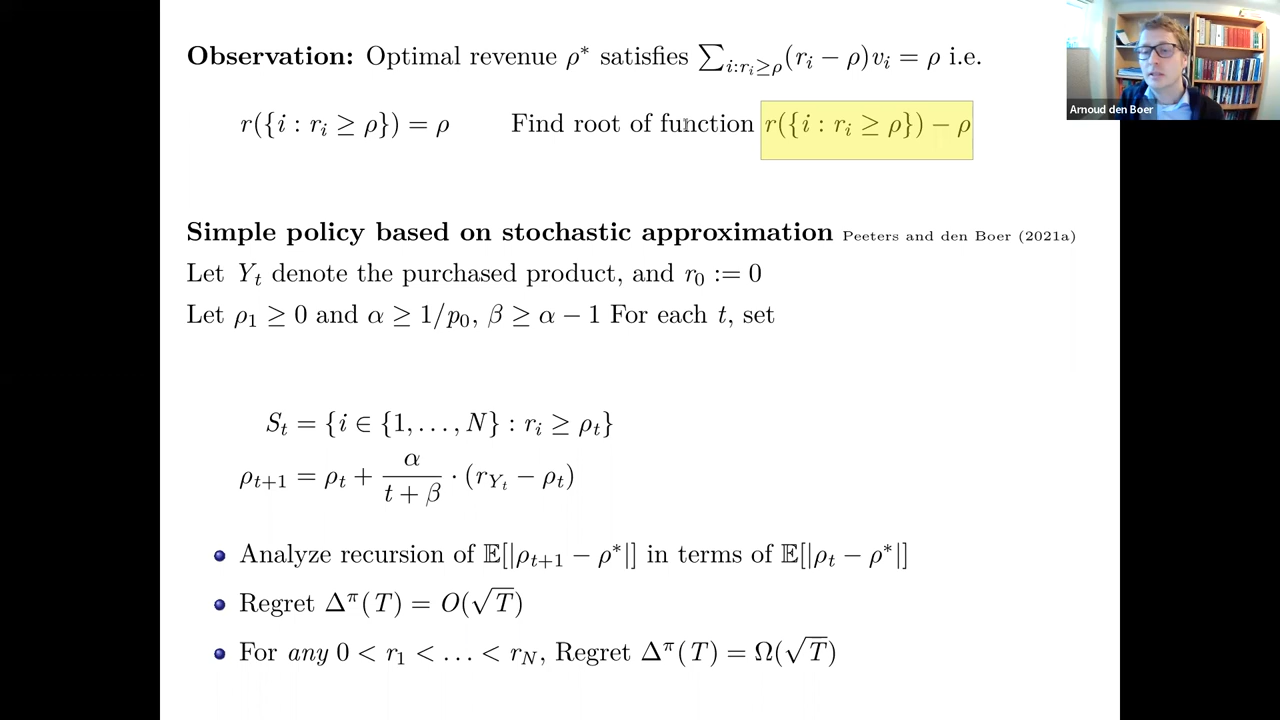 Observation: Optimal revenue ρ* satisfies ∑_{i:r_i≥ρ}(r_i − ρ)v_i = ρ i.e.
r({i : r_i ≥ ρ}) = ρ Find root of function r({i : r_i ≥ ρ}) − ρ
Arnoud den Boer
Simple policy based on stochastic approximation Peeters and den Boer (2021a)
Let Y_t denote the purchased product, and r_0 := 0
Let ρ_1 ≥ 0 and α ≥ 1/p_0, β ≥ α − 1 For each t, set
S_t = {i ∈ {1, . . . , N} : r_i ≥ ρ_t}
ρ_{t+1} = ρ_t + α/(t + β) · (r_{Y_t} − ρ_t)
Analyze recursion of 𝔼[|ρ_{t+1} − ρ*|] in terms of 𝔼[|ρ_t − ρ*|]
Regret Δ^π(T) = O(√T)
For any 0 < r_1 < . . . < r_N, Regret Δ^π(T) = Ω(√T)